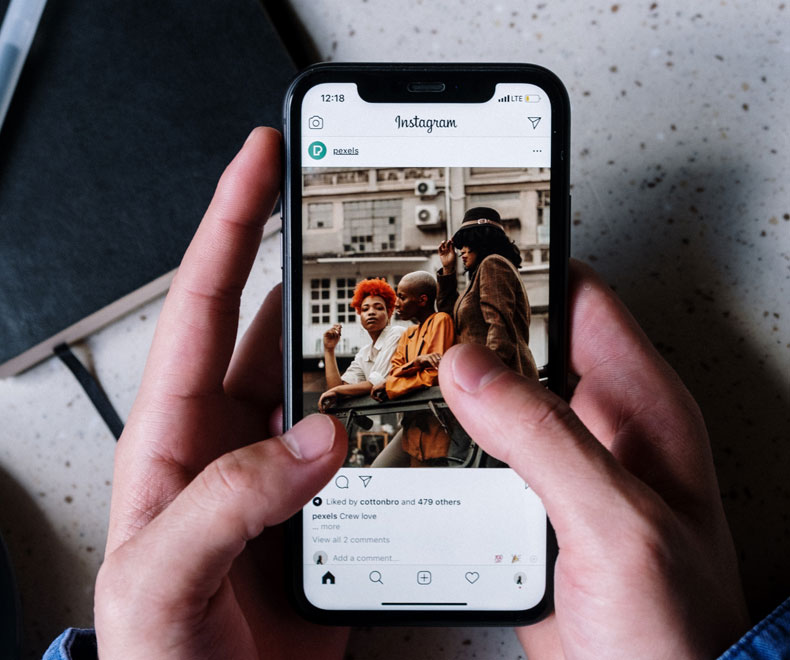 12:18
LTE
Instagram
pexels
Liked by cottonbro and 479 others
pexels Crew love
... more
View all 2 comments
Add a comment...